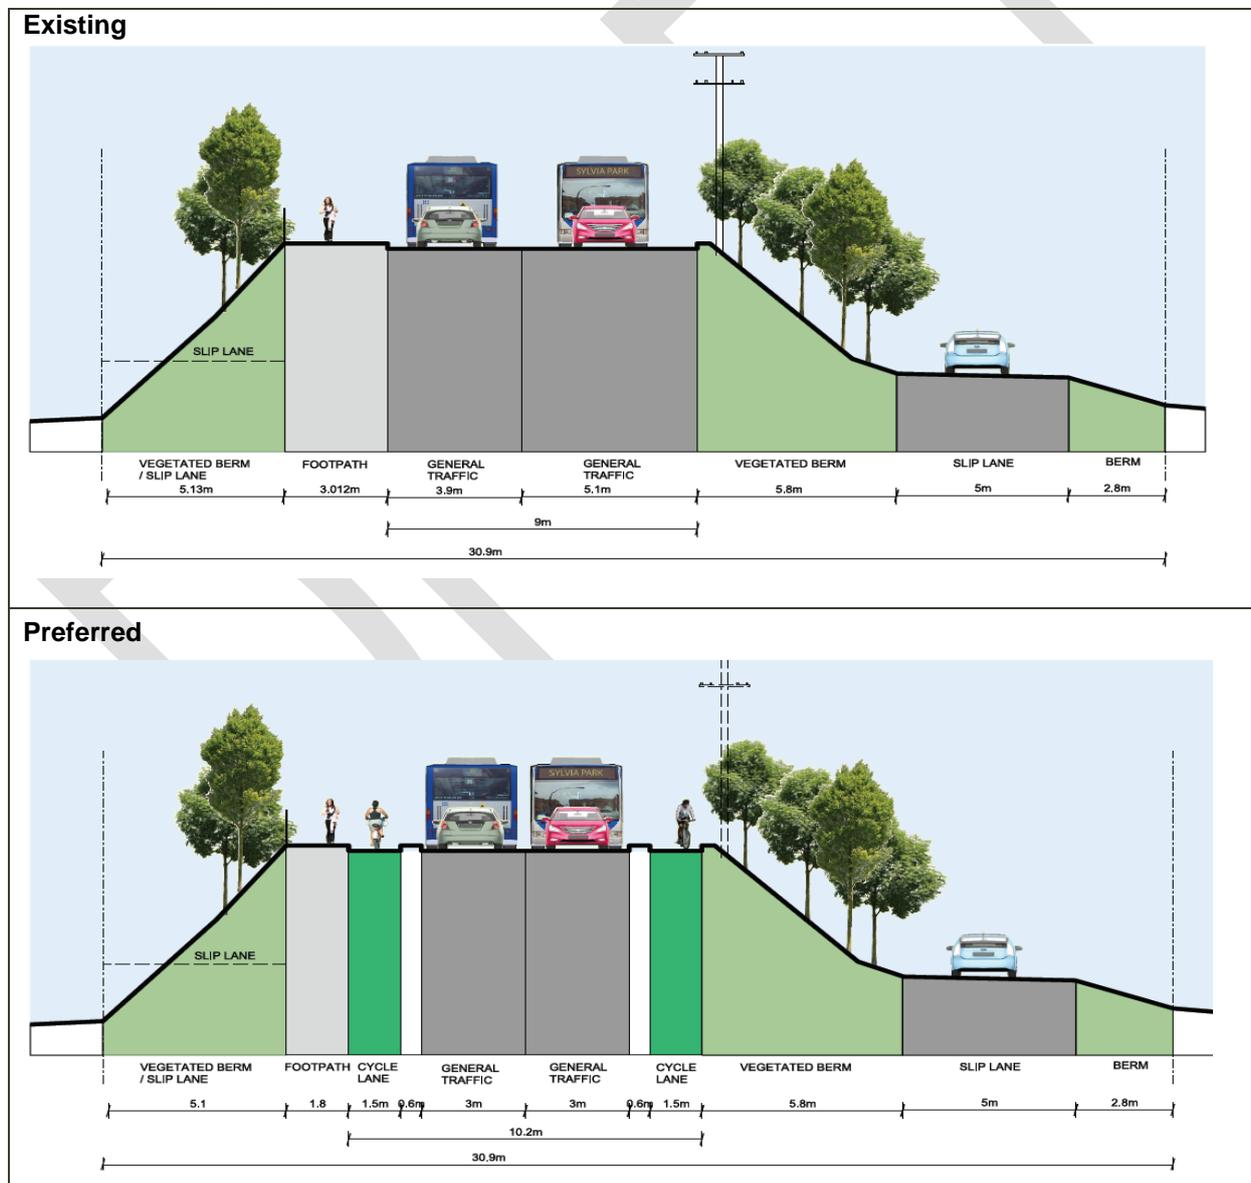 Existing
SYLVIA PARK
SLIP LANE
VEGETATED BERM FOOTPATH GENERAL GENERAL VEGETATED BERM SLIP LANE BERM
/ SLIP LANE TRAFFIC TRAFFIC
5.13m 3.012m 3.9m 5.1m 5.8m 5m 2.8m
9m
30.9m
Preferred
SYLVIA PARK
SLIP LANE
VEGETATED BERM FOOTPATH CYCLE GENERAL GENERAL CYCLE VEGETATED BERM SLIP LANE BERM
/ SLIP LANE LANE TRAFFIC TRAFFIC LANE
5.1 1.8 1.5m 0.6m 3m 3m 0.6m 1.5m 5.8m 5m 2.8m
10.2m
30.9m